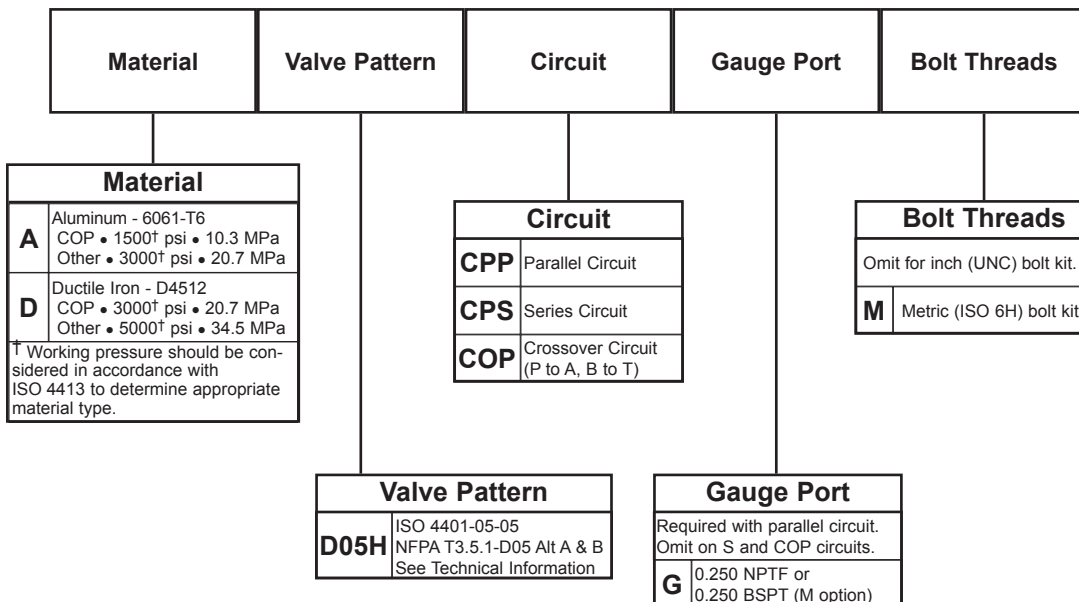 Material
Valve Pattern
Circuit
Gauge Port
Bolt Threads
Material
A
Aluminum - 6061-T6
COP • 1500† psi • 10.3 MPa
Other • 3000† psi • 20.7 MPa
D
Ductile Iron - D4512
COP • 3000† psi • 20.7 MPa
Other • 5000† psi • 34.5 MPa
† Working pressure should be con-
sidered in accordance with
ISO 4413 to determine appropriate
material type.
Circuit
CPP Parallel Circuit
CPS Series Circuit
COP Crossover Circuit
(P to A, B to T)
Bolt Threads
Omit for inch (UNC) bolt kit.
M Metric (ISO 6H) bolt kit
Valve Pattern
D05H
ISO 4401-05-05
NFPA T3.5.1-D05 Alt A & B
See Technical Information
Gauge Port
Required with parallel circuit.
Omit on S and COP circuits.
G
0.250 NPTF or
0.250 BSPT (M option)